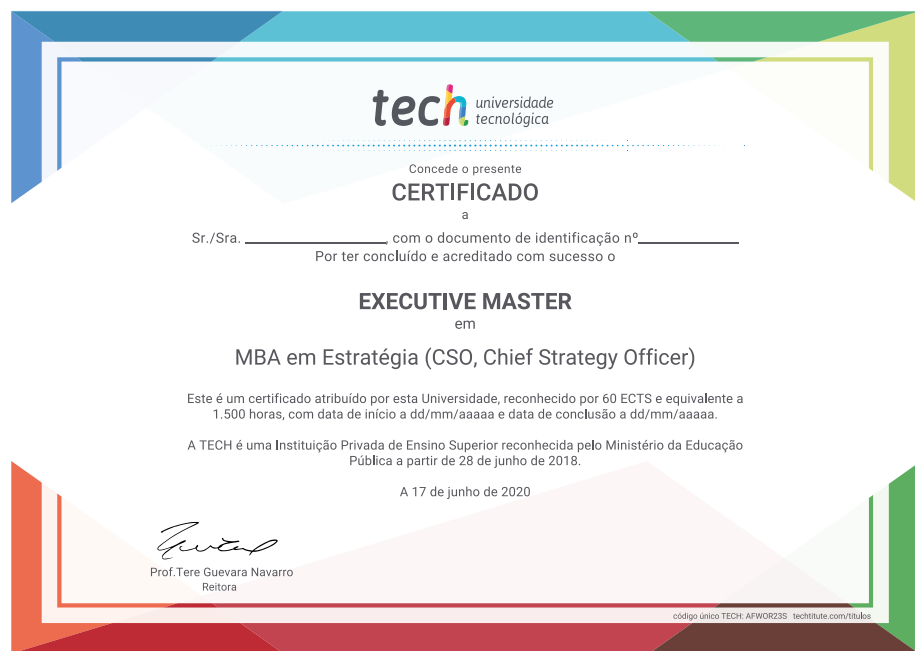 tech universidade
tecnológica
Concede o presente
CERTIFICADO
a
Sr./Sra. ________________, com o documento de identificação nº____________
Por ter concluído e acreditado com sucesso o
EXECUTIVE MASTER
em
MBA em Estratégia (CSO, Chief Strategy Officer)
Este é um certificado atribuído por esta Universidade, reconhecido por 60 ECTS e equivalente a
1.500 horas, com data de início a dd/mm/aaaaa e data de conclusão a dd/mm/aaaaa.
A TECH é uma Instituição Privada de Ensino Superior reconhecida pelo Ministério da Educação
Pública a partir de 28 de junho de 2018.
A 17 de junho de 2020
Prof.Tere Guevara Navarro
Reitora
código único TECH: AFWOR23S techtitute.com/titulos